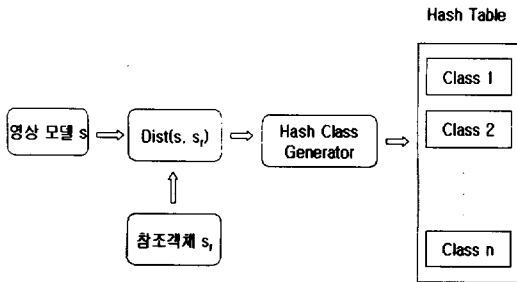 Hash Table
Class 1
영상 모델 s
Dist(s, sᵣ)
Hash Class
Generator
Class 2
참조객체 sᵣ
Class n